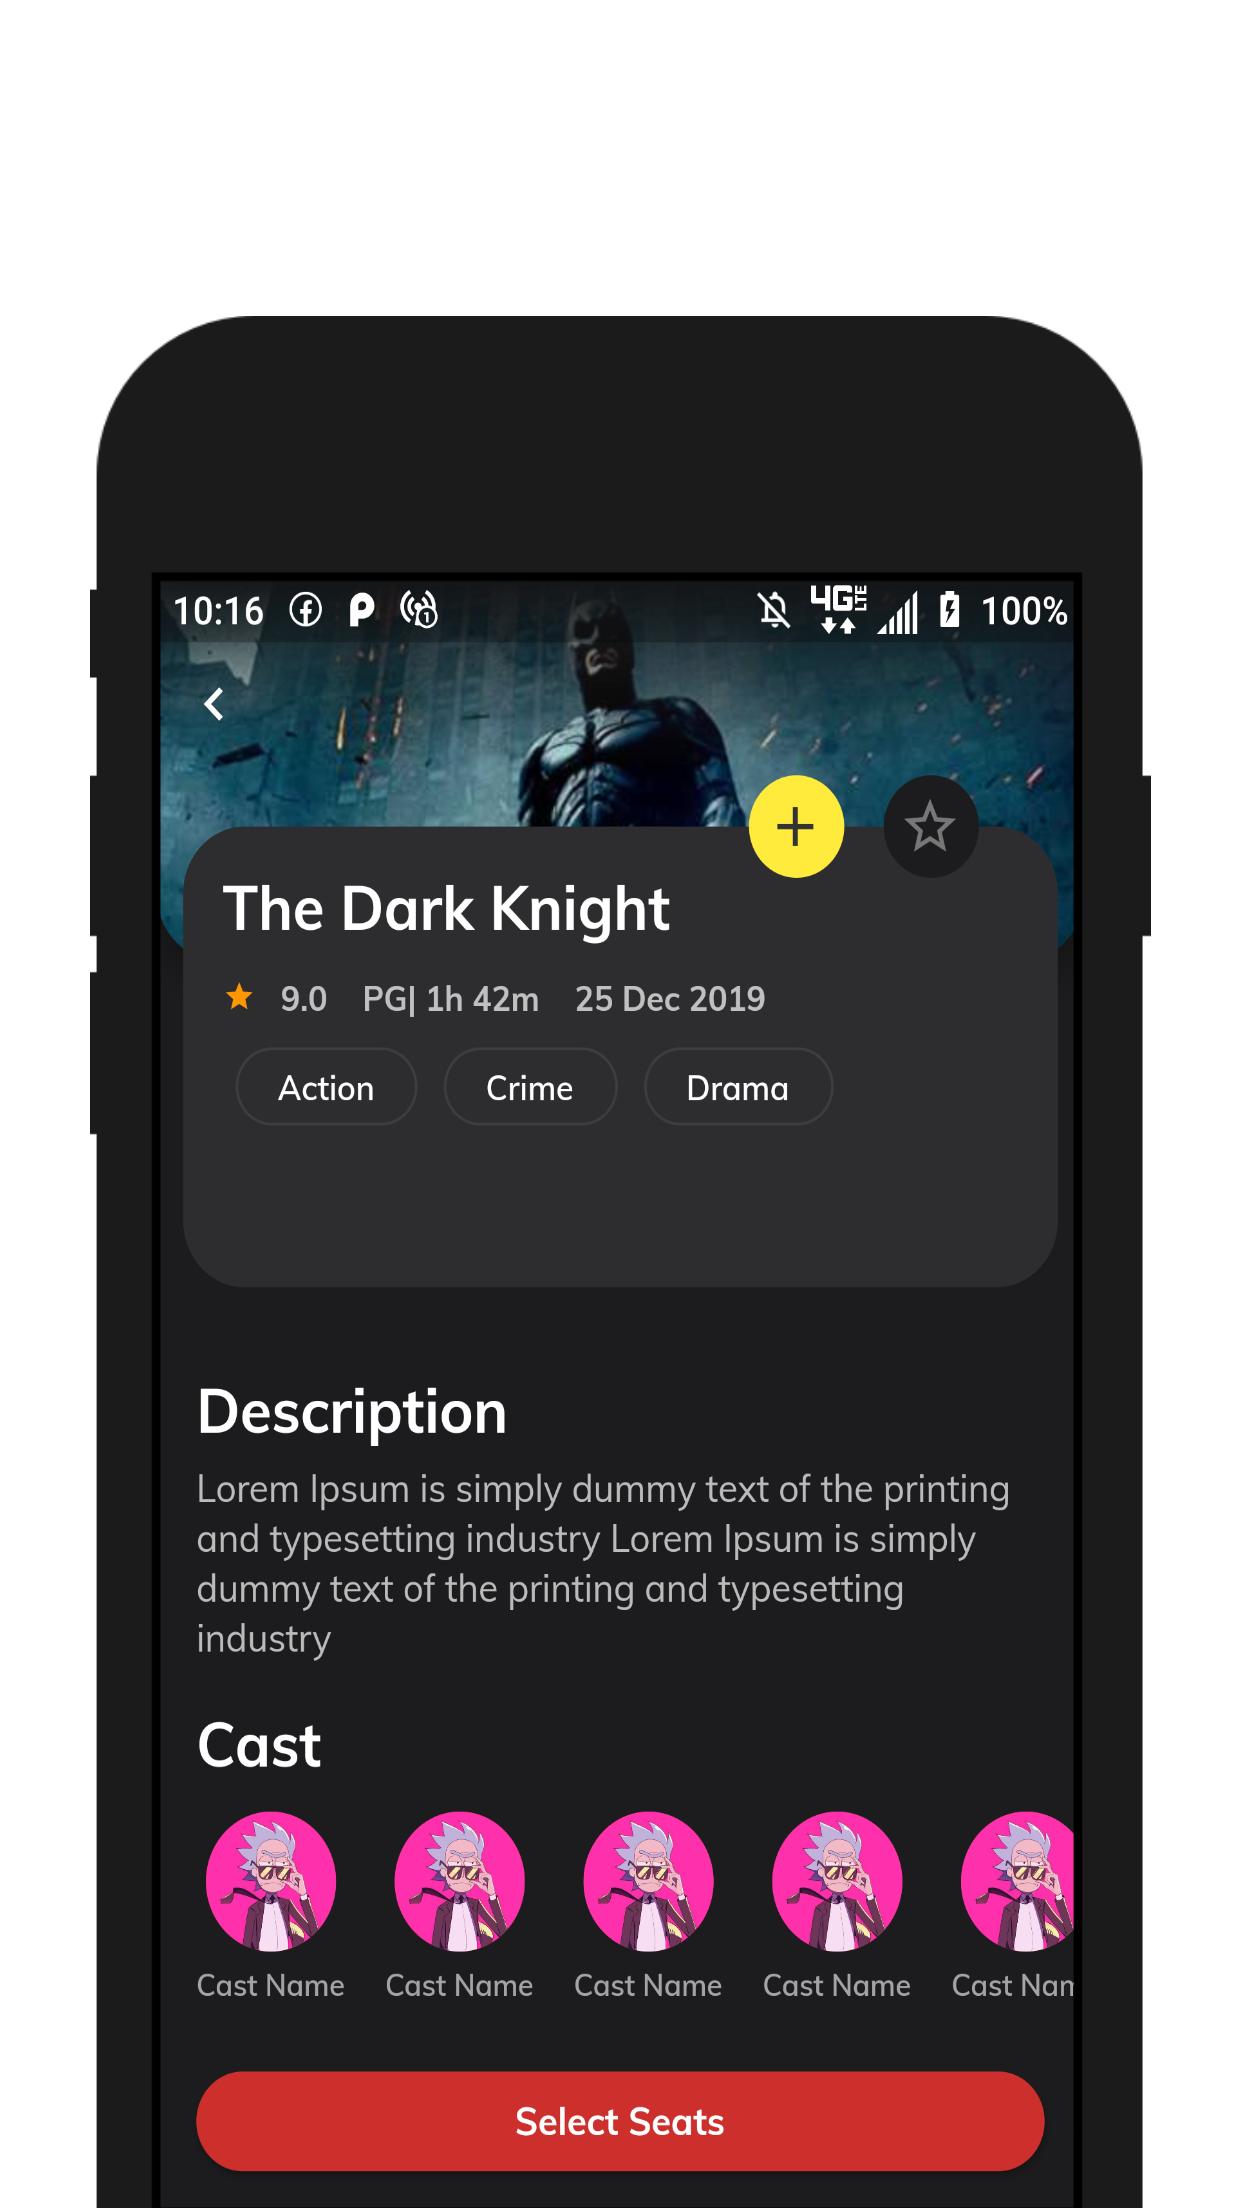 10:16 4G LTE 100%
The Dark Knight
9.0 PG| 1h 42m 25 Dec 2019
Action Crime Drama
Description
Lorem Ipsum is simply dummy text of the printing
and typesetting industry Lorem Ipsum is simply
dummy text of the printing and typesetting
industry
Cast
Cast Name Cast Name Cast Name Cast Name Cast Nam
Select Seats